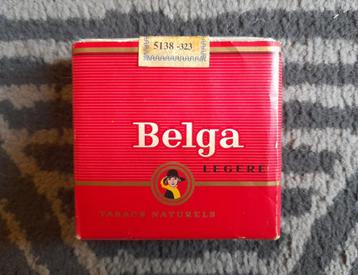 5138-323
Belga
LEGERE
TABACS NATURELS